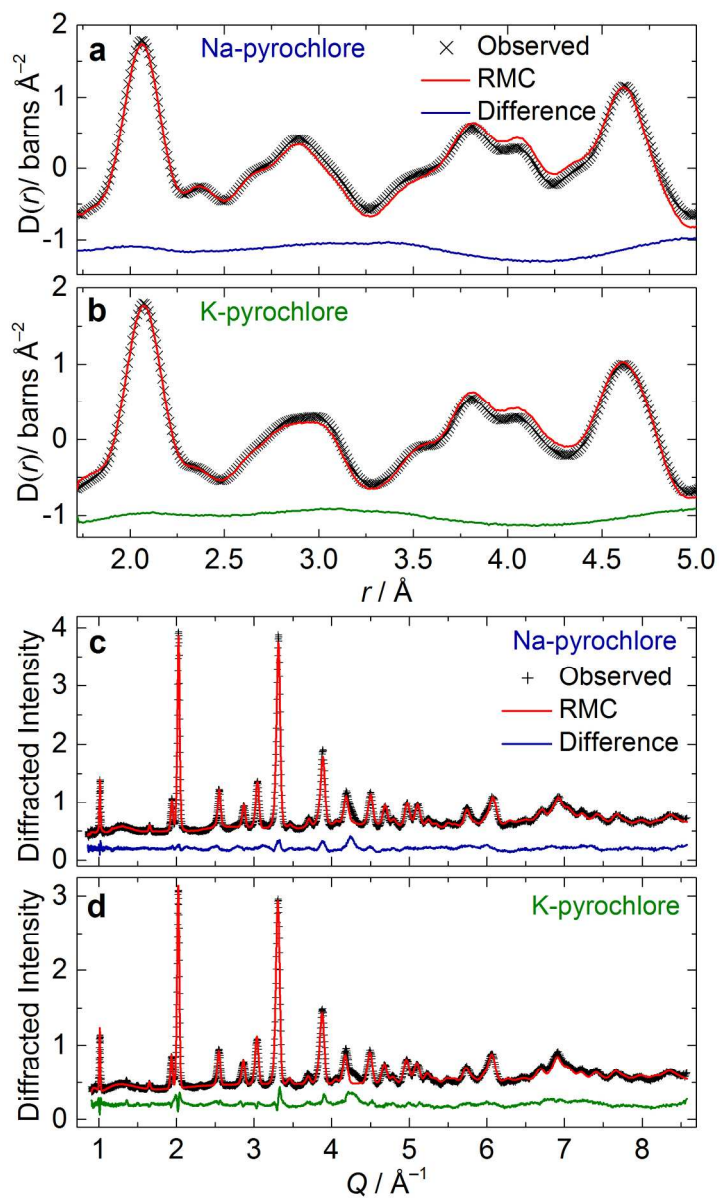 a
Na-pyrochlore
× Observed
RMC
Difference
2
1
0
-1
D(r)/ barns Å⁻²
b
K-pyrochlore
2
1
0
-1
D(r)/ barns Å⁻²
2.0 2.5 3.0 3.5 4.0 4.5 5.0
r / Å
c
Na-pyrochlore
+ Observed
RMC
Difference
4
3
2
1
0
Diffracted Intensity
d
K-pyrochlore
3
2
1
0
Diffracted Intensity
1 2 3 4 5 6 7 8
Q / Å⁻¹